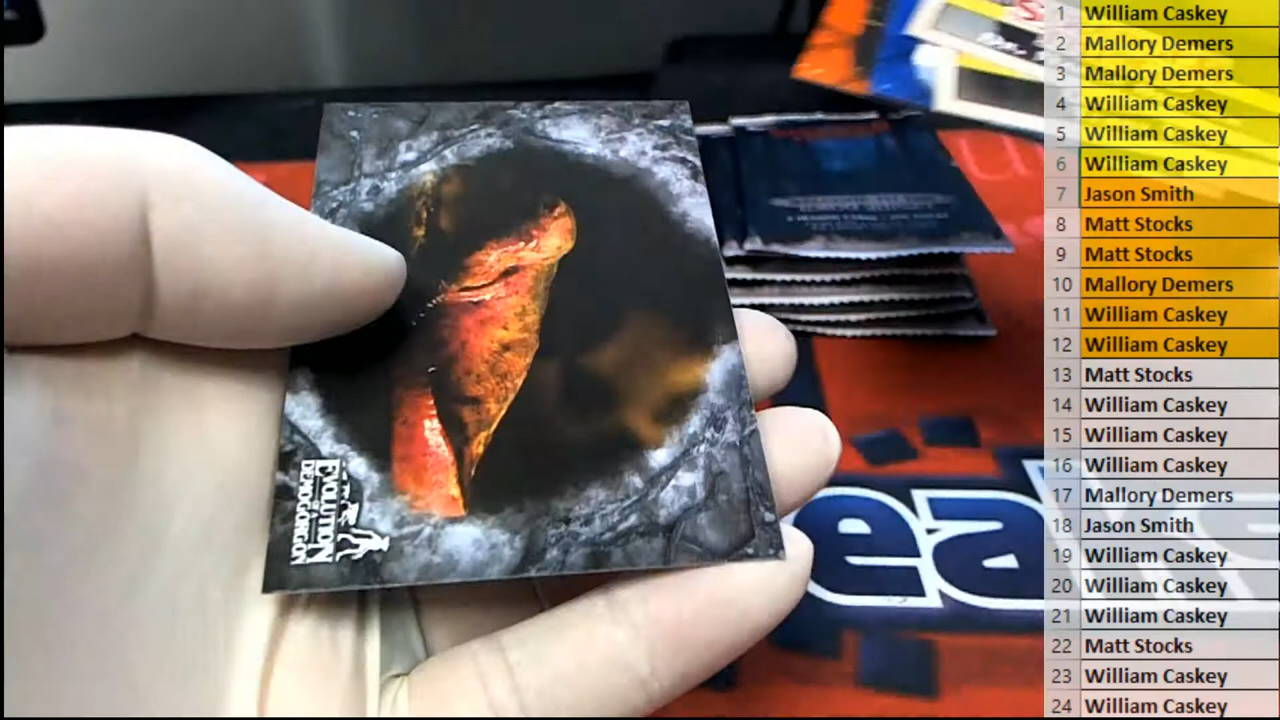 EVOLUTION
OF A
DEMOGORGON
ea
1 William Caskey
2 Mallory Demers
3 Mallory Demers
4 William Caskey
5 William Caskey
6 William Caskey
7 Jason Smith
8 Matt Stocks
9 Matt Stocks
10 Mallory Demers
11 William Caskey
12 William Caskey
13 Matt Stocks
14 William Caskey
15 William Caskey
16 William Caskey
17 Mallory Demers
18 Jason Smith
19 William Caskey
20 William Caskey
21 William Caskey
22 Matt Stocks
23 William Caskey
24 William Caskey